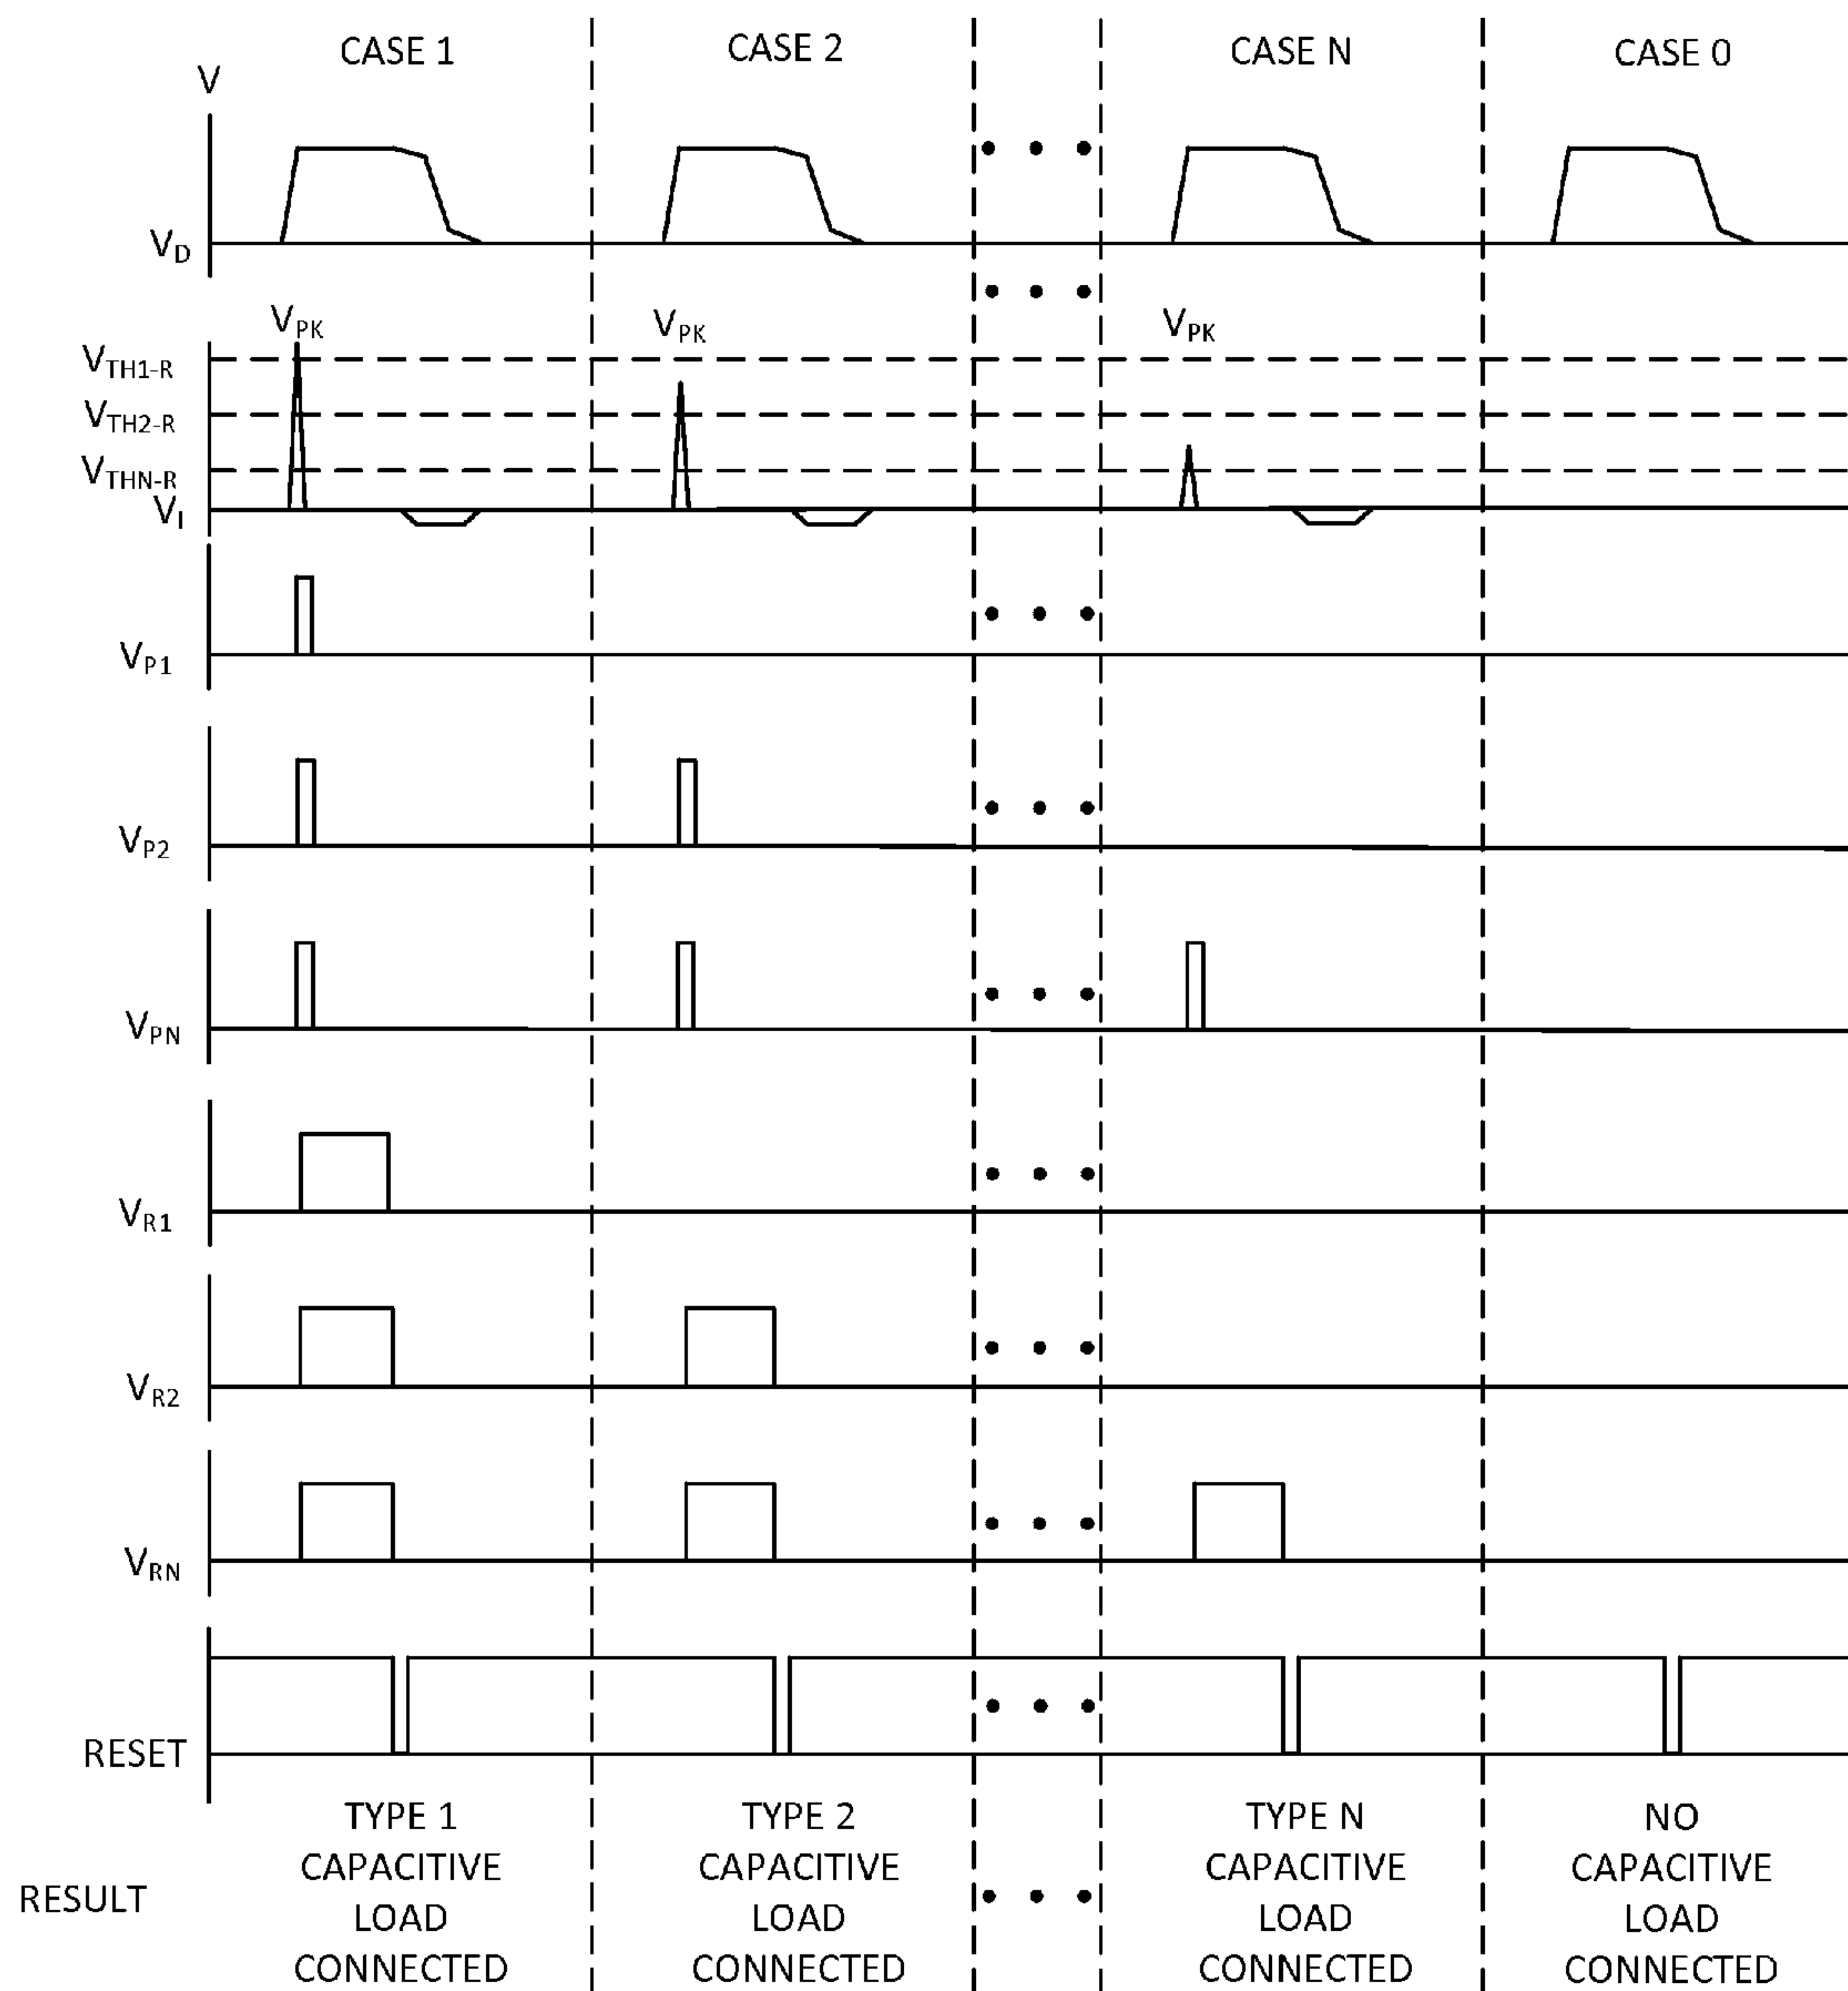 CASE 1 CASE 2 CASE N CASE 0
V
VD
VPK VPK VPK
VTH1-R
VTH2-R
VTHN-R
VI
VP1
VP2
VPN
VR1
VR2
VRN
RESET
RESULT
TYPE 1
CAPACITIVE
LOAD
CONNECTED
TYPE 2
CAPACITIVE
LOAD
CONNECTED
TYPE N
CAPACITIVE
LOAD
CONNECTED
NO
CAPACITIVE
LOAD
CONNECTED